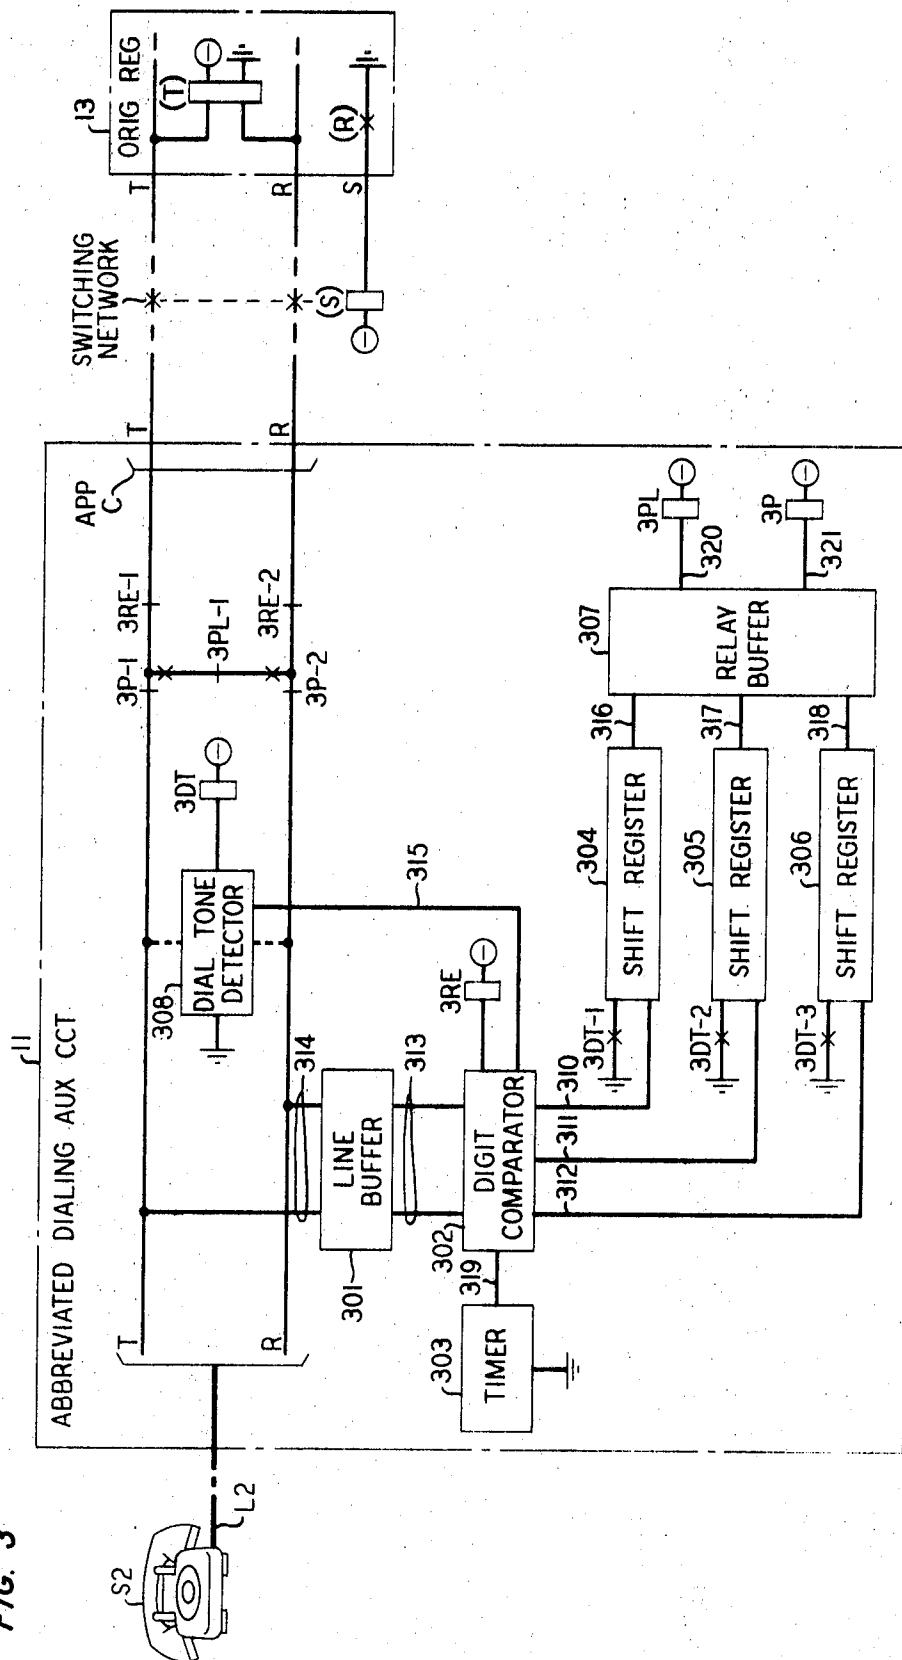 FIG. 3
11
ABBREVIATED DIALING AUX CCT
S2
L2
T
R
314
LINE
BUFFER
301
313
DIGIT
COMPARATOR
302
319
TIMER
303
308
DIAL TONE
DETECTOR
3DT
315
3RE
310
311
312
3P-1
3P-2
3PL-1
3RE-1
3RE-2
APP
C
T
R
SWITCHING
NETWORK
(S)
13
ORIG REG
T
R
S
(T)
(R)
3DT-1
304
SHIFT REGISTER
316
3DT-2
305
SHIFT REGISTER
317
3DT-3
306
SHIFT REGISTER
318
307
RELAY
BUFFER
3PL
320
3P
321